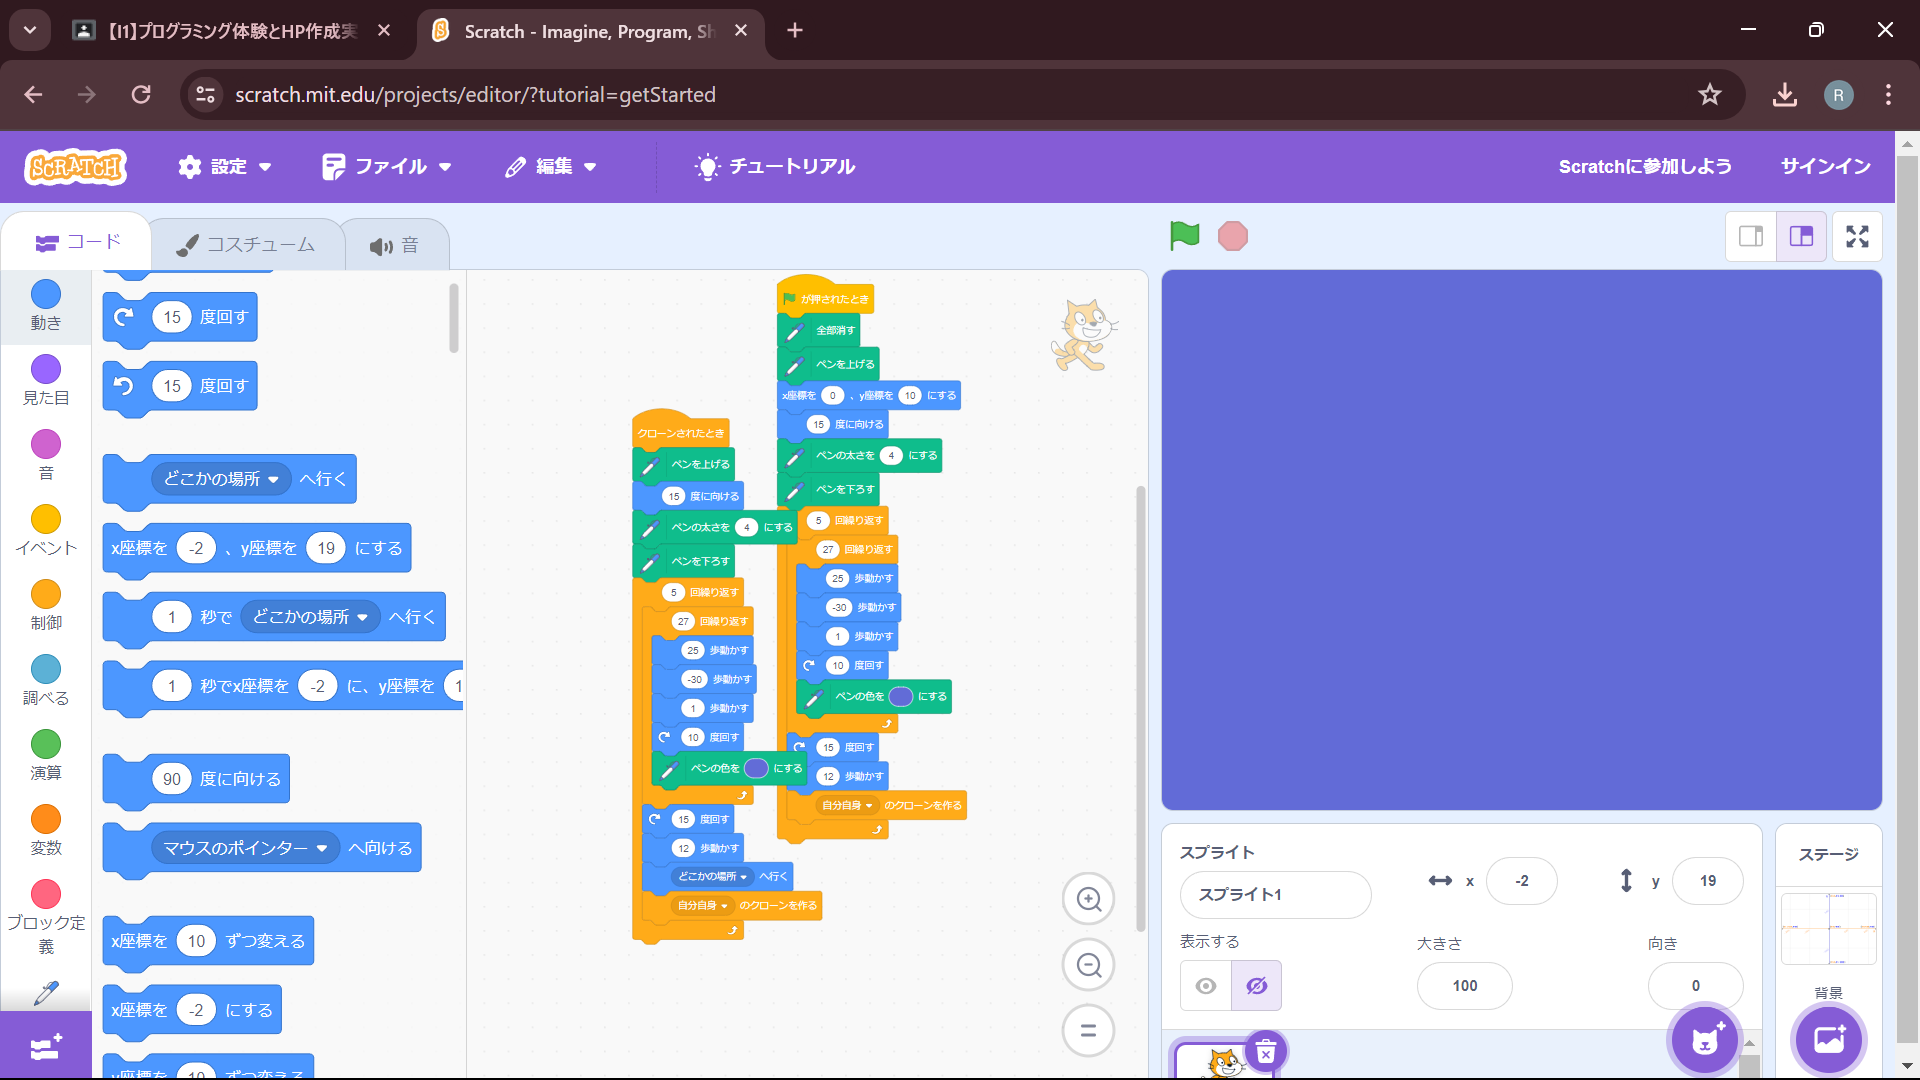 【I1】プログラミング体験とHP作成実
Scratch - Imagine, Program, Sh
scratch.mit.edu/projects/editor/?tutorial=getStarted
R
SCRATCH
設定
ファイル
編集
チュートリアル
Scratchに参加しよう
サインイン
コード
コスチューム
音
動き
見た目
音
イベント
制御
調べる
演算
変数
ブロック定義
15 度回す
15 度回す
どこかの場所 へ行く
x座標を -2 、y座標を 19 にする
1 秒で どこかの場所 へ行く
1 秒でx座標を -2 に、y座標を 1
90 度に向ける
マウスのポインター へ向ける
x座標を 10 ずつ変える
x座標を -2 にする
y座標を 10 ずつ変える
クローンされたとき
ペンを上げる
15 度に向ける
ペンの太さを 4 にする
ペンを下ろす
5 回繰り返す
27 回繰り返す
25 歩動かす
-30 歩動かす
1 歩動かす
10 度回す
ペンの色を にする
15 度回す
12 歩動かす
どこかの場所 へ行く
自分自身 のクローンを作る
が押されたとき
全部消す
ペンを上げる
x座標を 0 、y座標を 10 にする
15 度に向ける
ペンの太さを 4 にする
ペンを下ろす
5 回繰り返す
27 回繰り返す
25 歩動かす
-30 歩動かす
1 歩動かす
10 度回す
ペンの色を にする
15 度回す
12 歩動かす
自分自身 のクローンを作る
スプライト
スプライト1
x -2
y 19
表示する
大きさ
100
向き
0
ステージ
背景